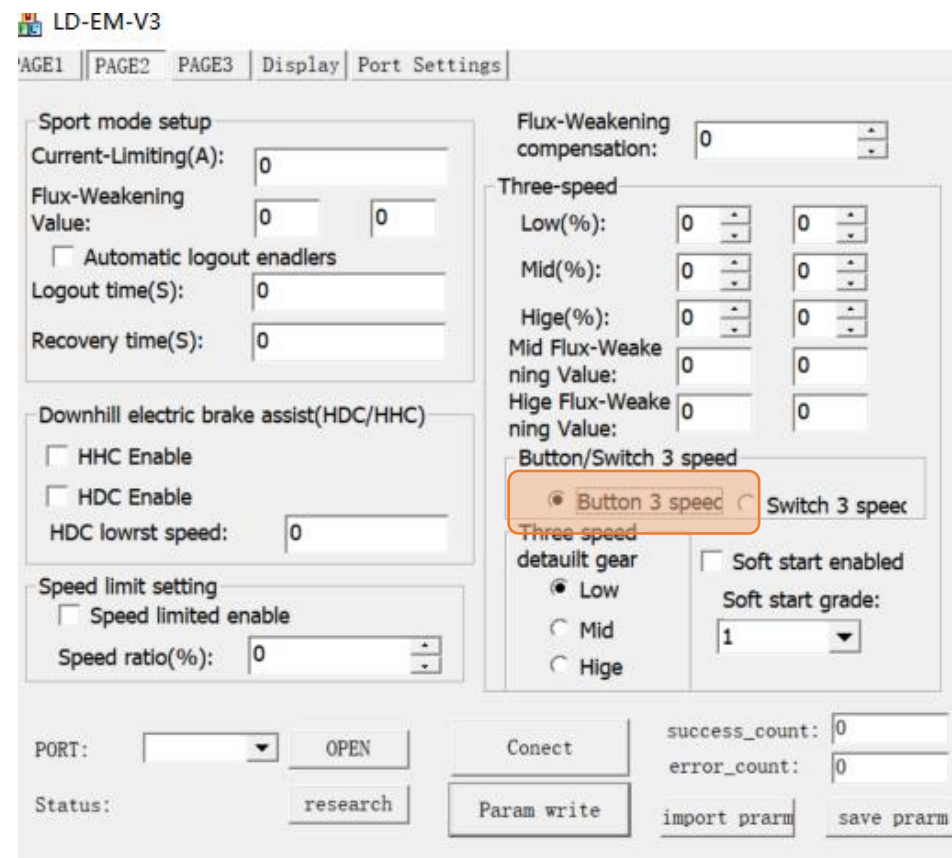 LD-EM-V3
PAGE1 PAGE2 PAGE3 Display Port Settings
Sport mode setup
Current-Limiting(A): 0
Flux-Weakening
Value: 0 0
Automatic logout enadlers
Logout time(S): 0
Recovery time(S): 0
Downhill electric brake assist(HDC/HHC)
HHC Enable
HDC Enable
HDC lowrst speed: 0
Speed limit setting
Speed limited enable
Speed ratio(%): 0
Flux-Weakening
compensation: 0
Three-speed
Low(%): 0 0
Mid(%): 0 0
Hige(%): 0 0
Mid Flux-Weake
ning Value: 0 0
Hige Flux-Weake
ning Value: 0 0
Button/Switch 3 speed
Button 3 speed Switch 3 speed
Three speed
detauilt gear
Low
Mid
Hige
Soft start enabled
Soft start grade:
1
PORT: OPEN
Status: research
Conect
Param write
success_count: 0
error_count: 0
import prarm save prarm